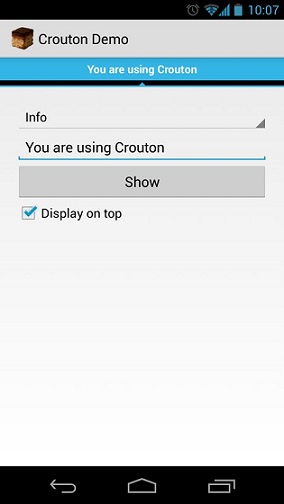 10:07
Crouton Demo
You are using Crouton
Info
You are using Crouton
Show
Display on top